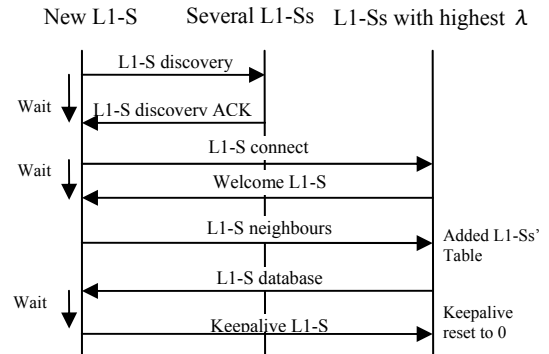 New L1-S
Several L1-Ss
L1-Ss with highest λ
L1-S discovery
Wait
L1-S discovery ACK
L1-S connect
Wait
Welcome L1-S
L1-S neighbours
Added L1-Ss'
Table
L1-S database
Wait
Keepalive L1-S
Keepalive
reset to 0